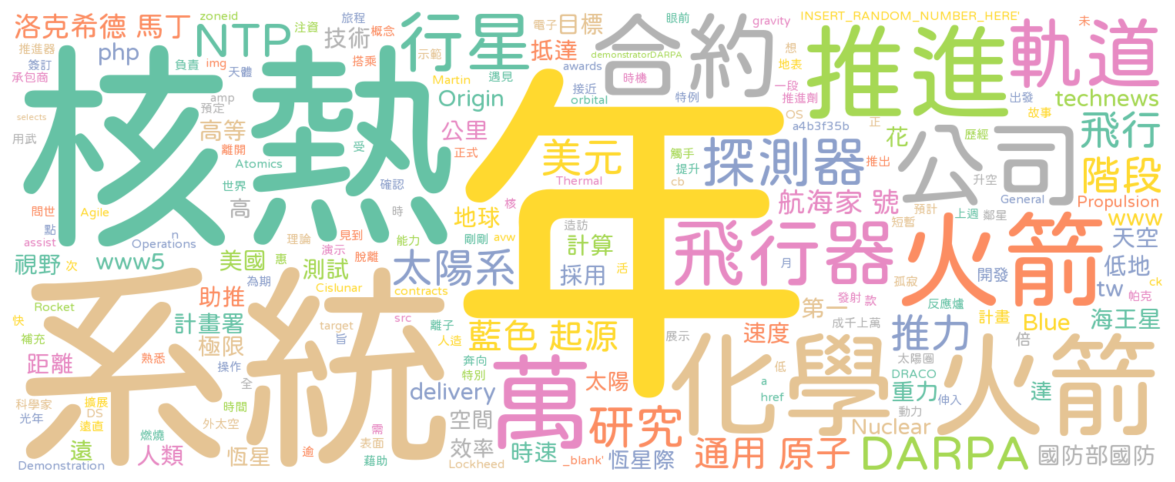 洛克希德 馬丁 zoneid 注資 旅程 電子 目標 合約 INSERT_RANDOM_NUMBER_HERE' 未
推進器 php NTP 技術 概念 行星 示範 抵達 demonstratorDARPA 眼前 gravity 想 推進 軌道
簽訂 負責 img 搭乘 Martin 遇見 awards 時機 地表
承包商 天體 Origin 接近 orbital 特例 一段 推進劑 OS 出發 technews
selects 用武 預定 amp 高等 離開 公里 正式 故事 正 a4b3f35b 花 歷經 飛行
核熱 年 美元 觸手 提升 cb 推出 探測器 公司 升空 階段
問世 Agile Atomics 受 世界 確認 Thermal 核 航海家 號 General Propulsion
點 高 時 地球 造訪 短暫 預計 上週 鄰星 www
assist n Operations 理論 見到 能力 剛剛 avw 計算 飛行器 火箭 天空
視野 次 www5 美國 惠 演示 脫離 太陽系 採用 活 月 孤寂 開發 低地 ck
測試 Cislunar 為期 contracts 第一 發射 款 反應爐 tw 帕克
Rocket 助推 離子 人造 藍色 起源 成千上萬 推力 計畫 Blue 海王星
快 補充 計畫署 target 旨 src 速度 倍
系統 極限 奔向 特別 展示 化學 火箭
距離 熟悉 操作 萬 太陽 低 太陽圈 DRACO 達
科學家 擴展 全 delivery a href 重力 伸入
光年 DS 時間 需 空間 研究 動力 Nuclear
遠 遠直 外太空 表面 效率 通用 原子 DARPA 國防部國防
燃燒 人類 恆星 逾 藉助 時速 恆星際
Demonstration Lockheed _blank'